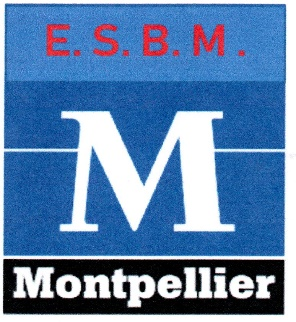 E. S. B. M.
M
Montpellier